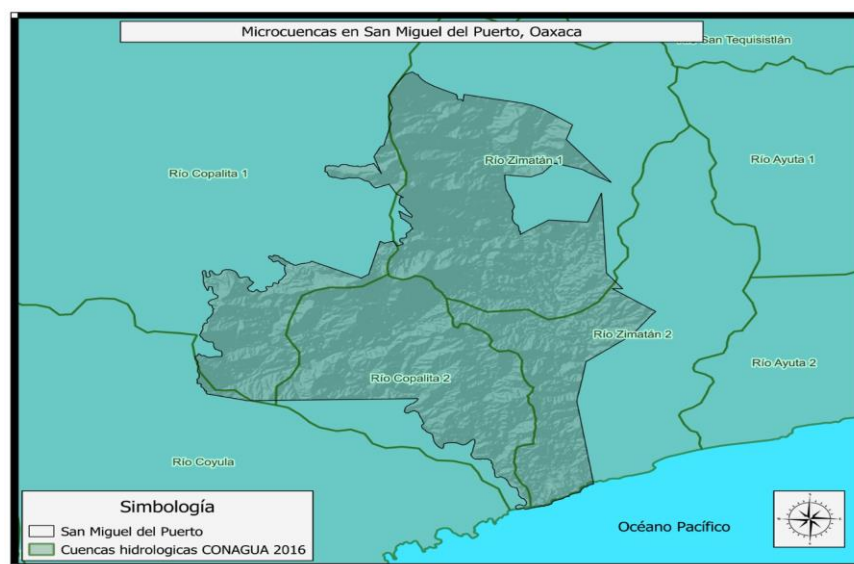 Microcuencas en San Miguel del Puerto, Oaxaca
San Tequisistlán
Río Zimatán 1
Río Ayuta 1
Río Copalita 1
Río Zimatán 2
Río Ayuta 2
Río Copalita 2
Río Coyula
Simbología
San Miguel del Puerto
Cuencas hidrologicas CONAGUA 2016
Océano Pacífico